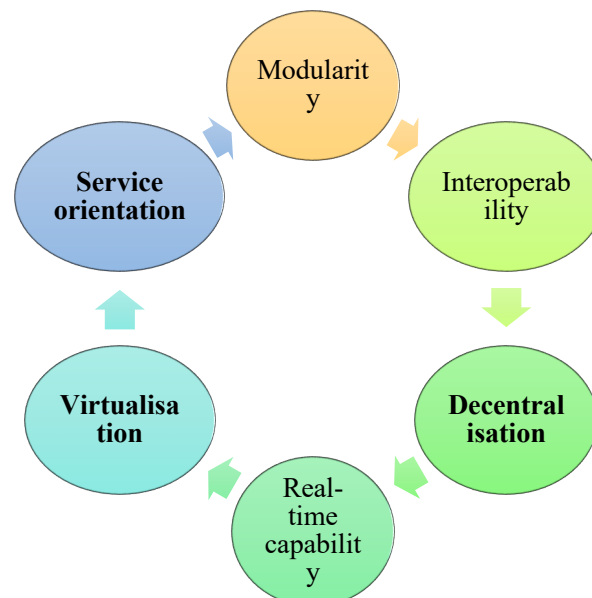 Modularit
y
Interoperab
ility
Decentral
isation
Real-
time
capabilit
y
Virtualisa
tion
Service
orientation